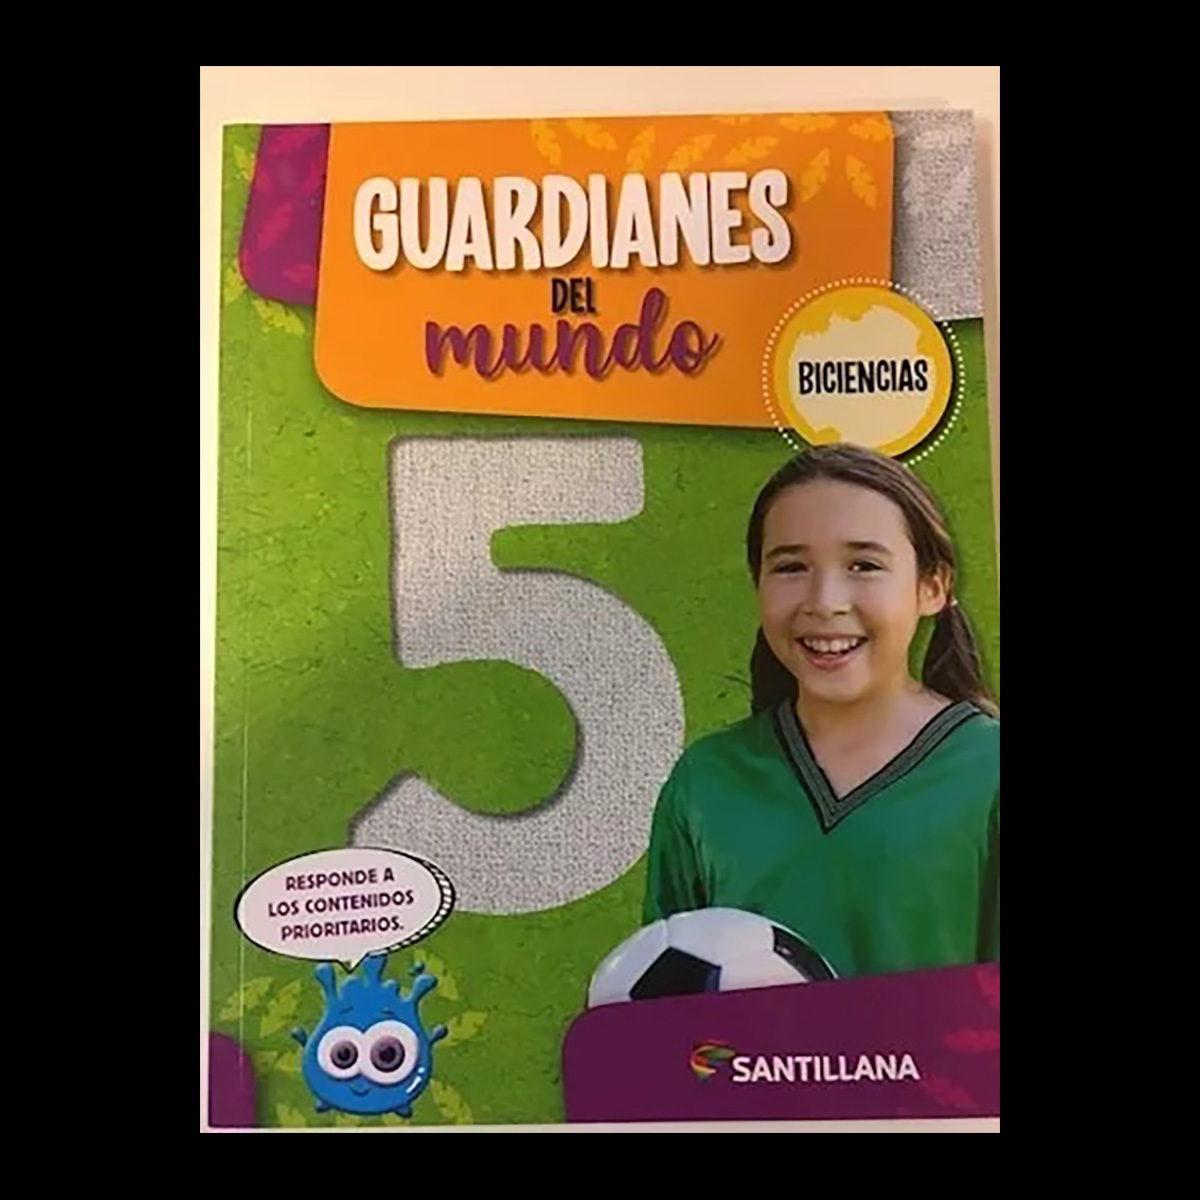 GUARDIANES
DEL
mundo
BICIENCIAS
5
RESPONDE A
LOS CONTENIDOS
PRIORITARIOS.
SANTILLANA